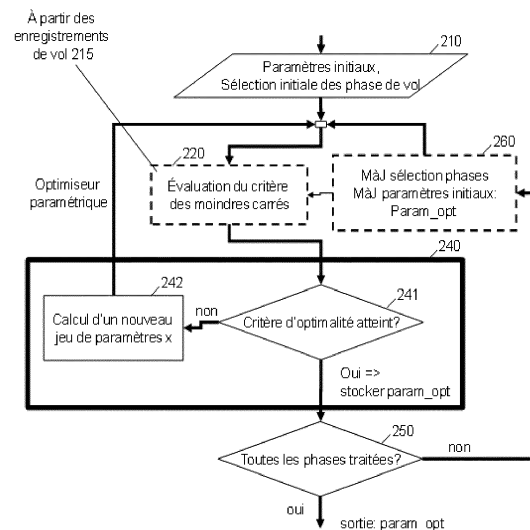 À partir des
enregistrements
de vol 215
210
Paramètres initiaux,
Sélection initiale des phase de vol
220
Évaluation du critère
des moindres carrés
260
MàJ sélection phases
MàJ paramètres initiaux:
Param_opt
Optimiseur
paramétrique
240
242
Calcul d'un nouveau
jeu de paramètres x
non
241
Critère d'optimalité atteint?
Oui =>
stocker param_opt
250
Toutes les phases traitées?
non
oui
sortie: param_opt